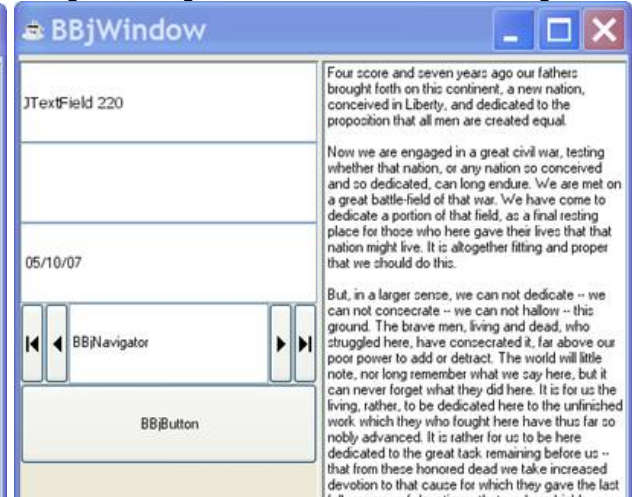 BBjWindow
JTextField 220
05/10/07
BBjNavigator
BBjButton
Four score and seven years ago our fathers
brought forth on this continent, a new nation,
conceived in Liberty, and dedicated to the
proposition that all men are created equal.
Now we are engaged in a great civil war, testing
whether that nation, or any nation so conceived
and so dedicated, can long endure. We are met on
a great battle-field of that war. We have come to
dedicate a portion of that field, as a final resting
place for those who here gave their lives that that
nation might live. It is altogether fitting and proper
that we should do this.
But, in a larger sense, we can not dedicate -- we
can not consecrate -- we can not hallow -- this
ground. The brave men, living and dead, who
struggled here, have consecrated it, far above our
poor power to add or detract. The world will little
note, nor long remember what we say here, but it
can never forget what they did here. It is for us the
living, rather, to be dedicated here to the unfinished
work which they who fought here have thus far so
nobly advanced. It is rather for us to be here
dedicated to the great task remaining before us --
that from these honored dead we take increased
devotion to that cause for which they gave the last